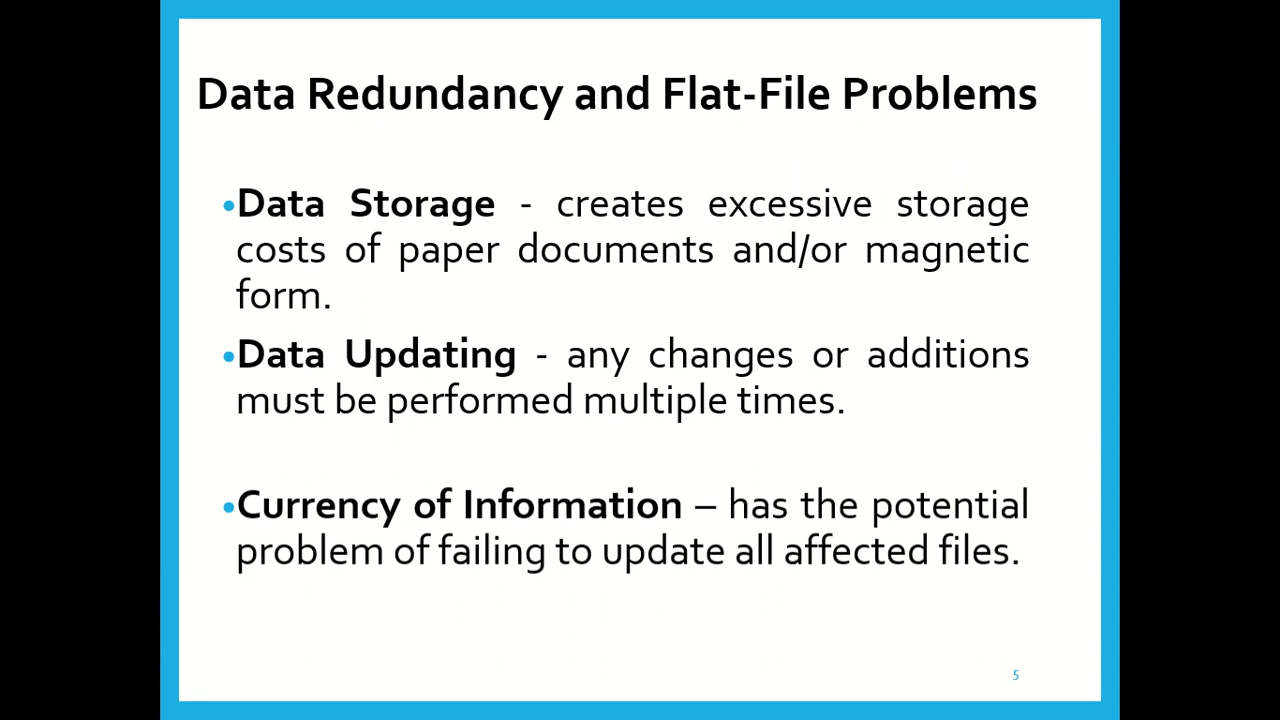 Data Redundancy and Flat-File Problems
•Data Storage - creates excessive storage
costs of paper documents and/or magnetic
form.
•Data Updating - any changes or additions
must be performed multiple times.
•Currency of Information – has the potential
problem of failing to update all affected files.
5